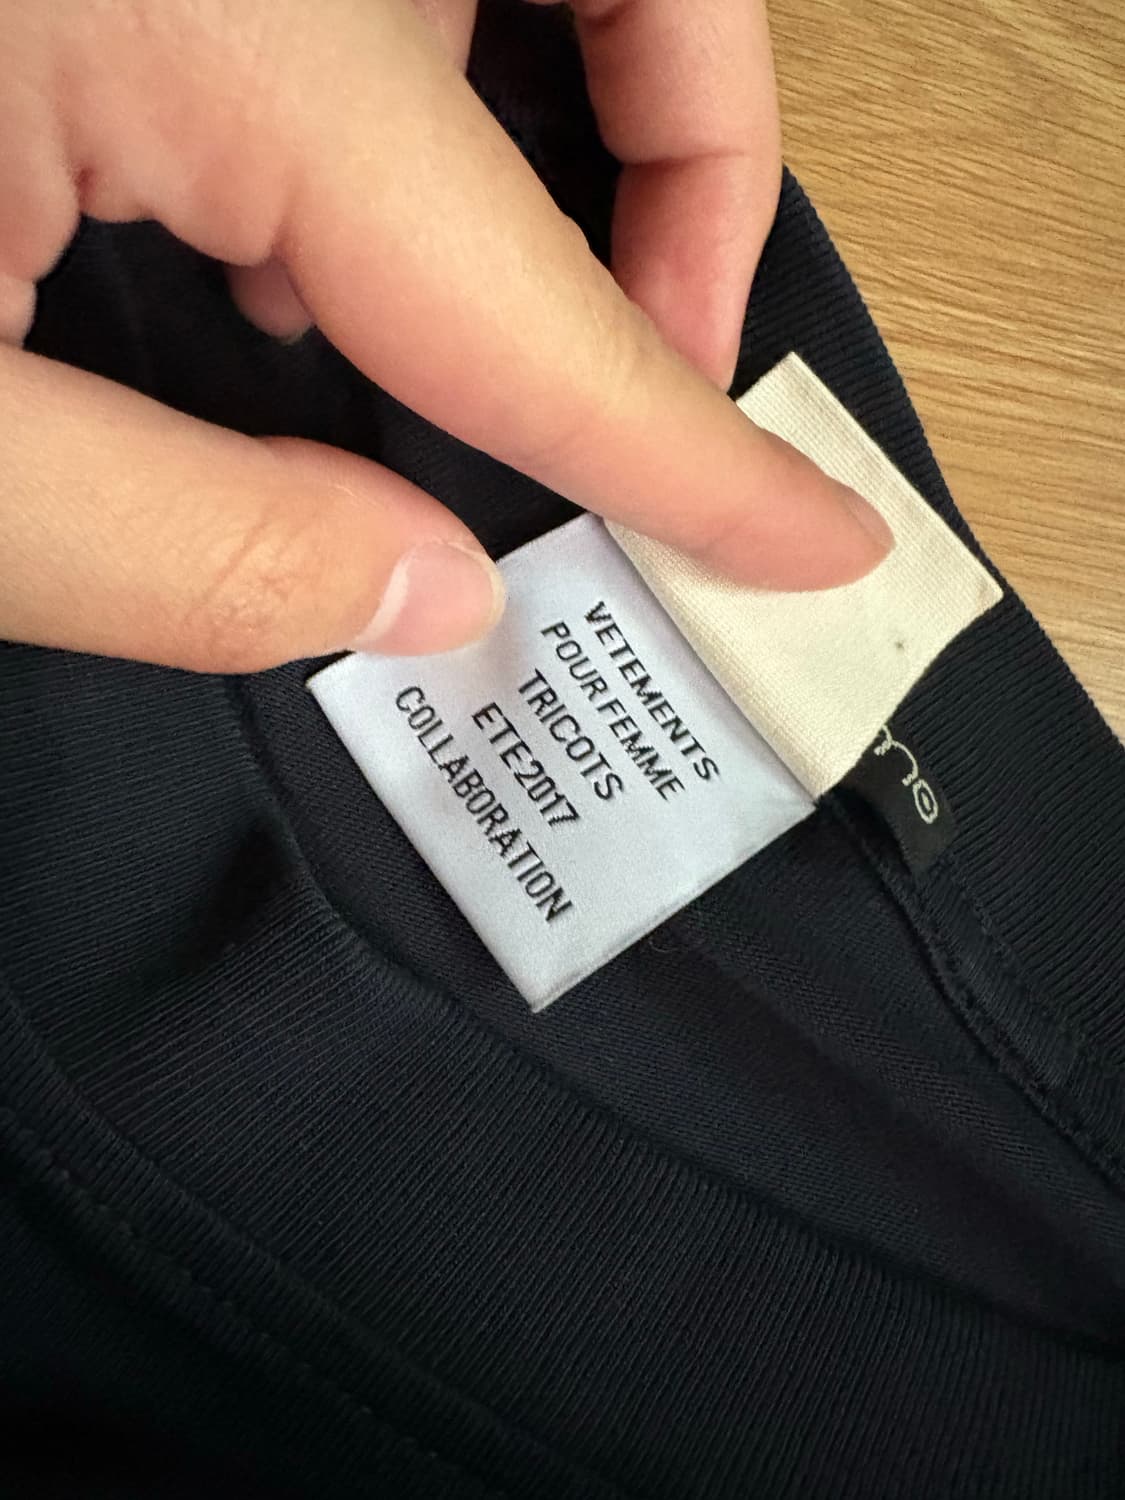 VETEMENTS
POUR FEMME
TRICOTS
ETE2017
COLLABORATION